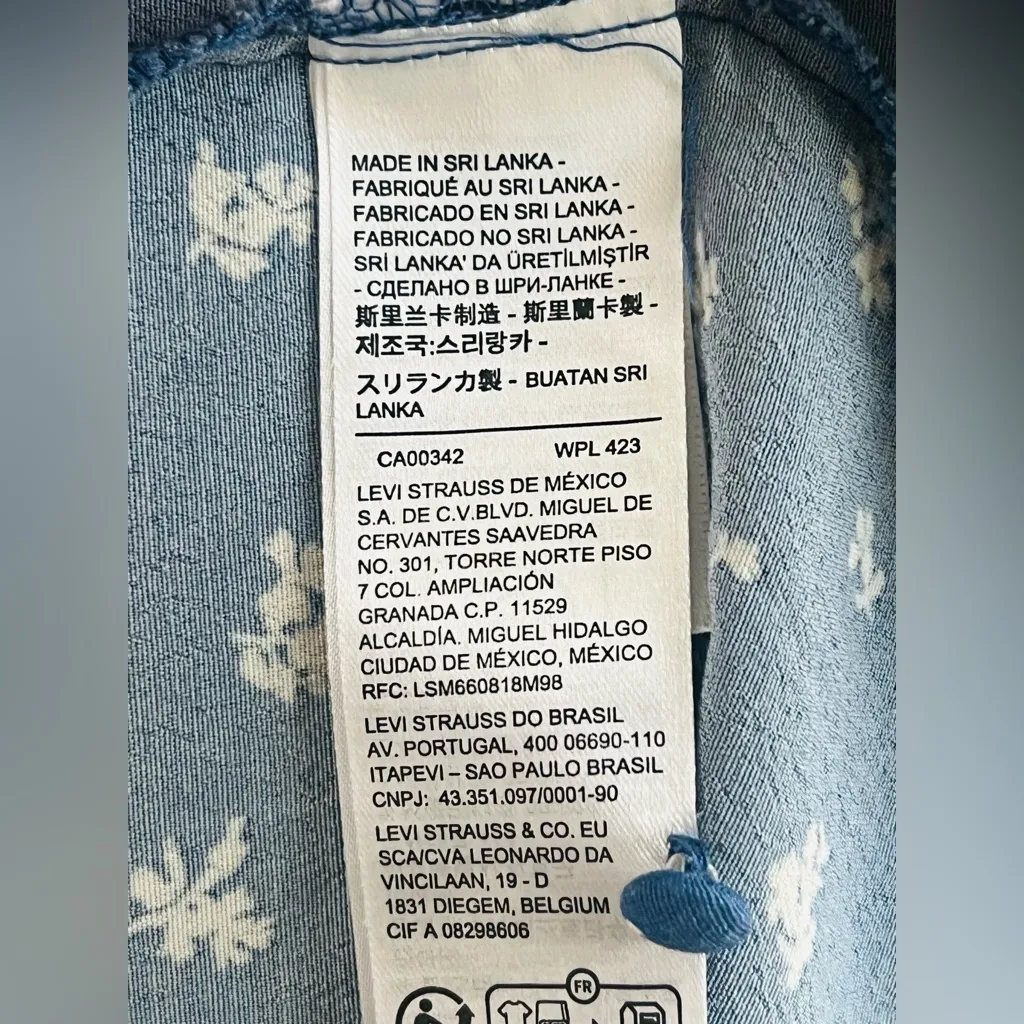 MADE IN SRI LANKA -
FABRIQUÉ AU SRI LANKA -
FABRICADO EN SRI LANKA -
FABRICADO NO SRI LANKA -
SRİ LANKA' DA ÜRETİLMİŞTİR
- СДЕЛАНО В ШРИ-ЛАНКЕ -
斯里兰卡制造 - 斯里蘭卡製 -
제조국:스리랑카 -
スリランカ製 - BUATAN SRI
LANKA
CA00342 WPL 423
LEVI STRAUSS DE MÉXICO
S.A. DE C.V.BLVD. MIGUEL DE
CERVANTES SAAVEDRA
NO. 301, TORRE NORTE PISO
7 COL. AMPLIACIÓN
GRANADA C.P. 11529
ALCALDÍA. MIGUEL HIDALGO
CIUDAD DE MÉXICO, MÉXICO
RFC: LSM660818M98
LEVI STRAUSS DO BRASIL
AV. PORTUGAL, 400 06690-110
ITAPEVI – SAO PAULO BRASIL
CNPJ: 43.351.097/0001-90
LEVI STRAUSS & CO. EU
SCA/CVA LEONARDO DA
VINCILAAN, 19 - D
1831 DIEGEM, BELGIUM
CIF A 08298606
FR